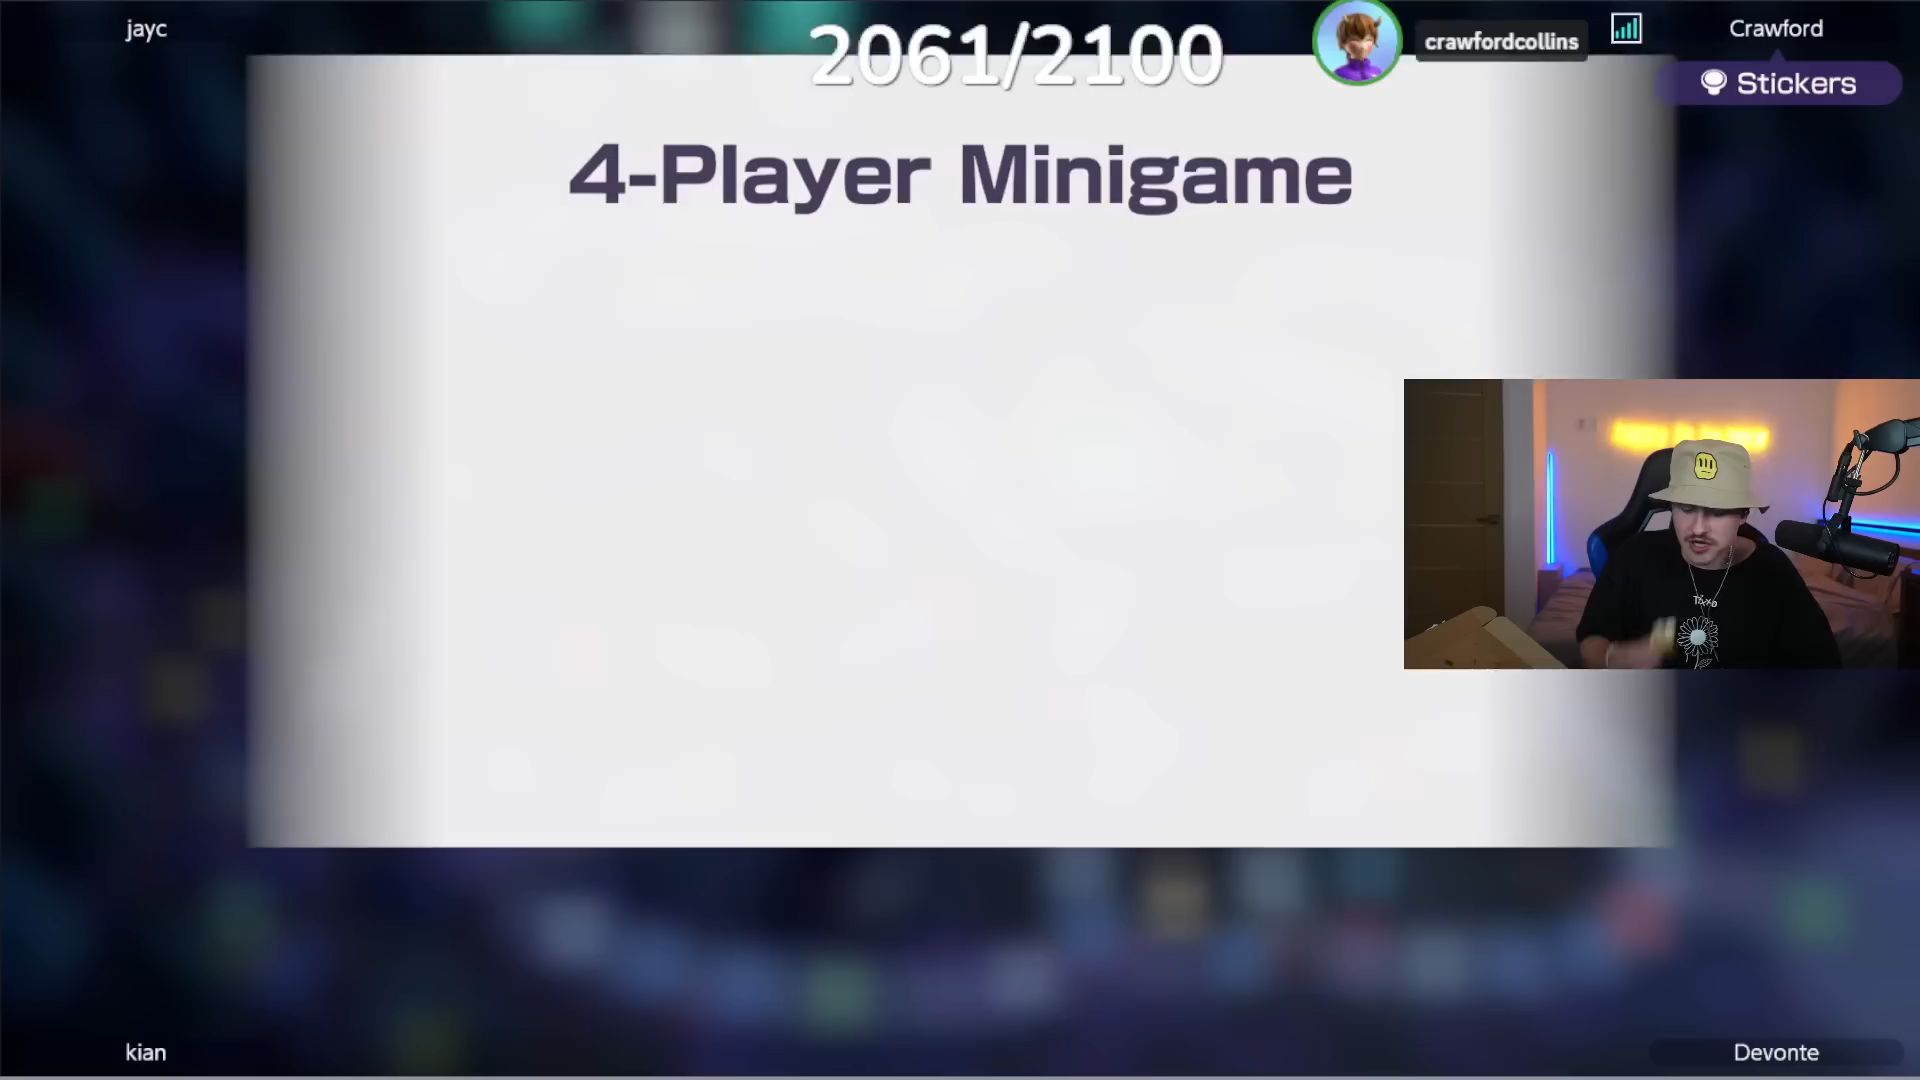 jayc
2061/2100
crawfordcollins
Crawford
Stickers
4-Player Minigame
kian
Devonte